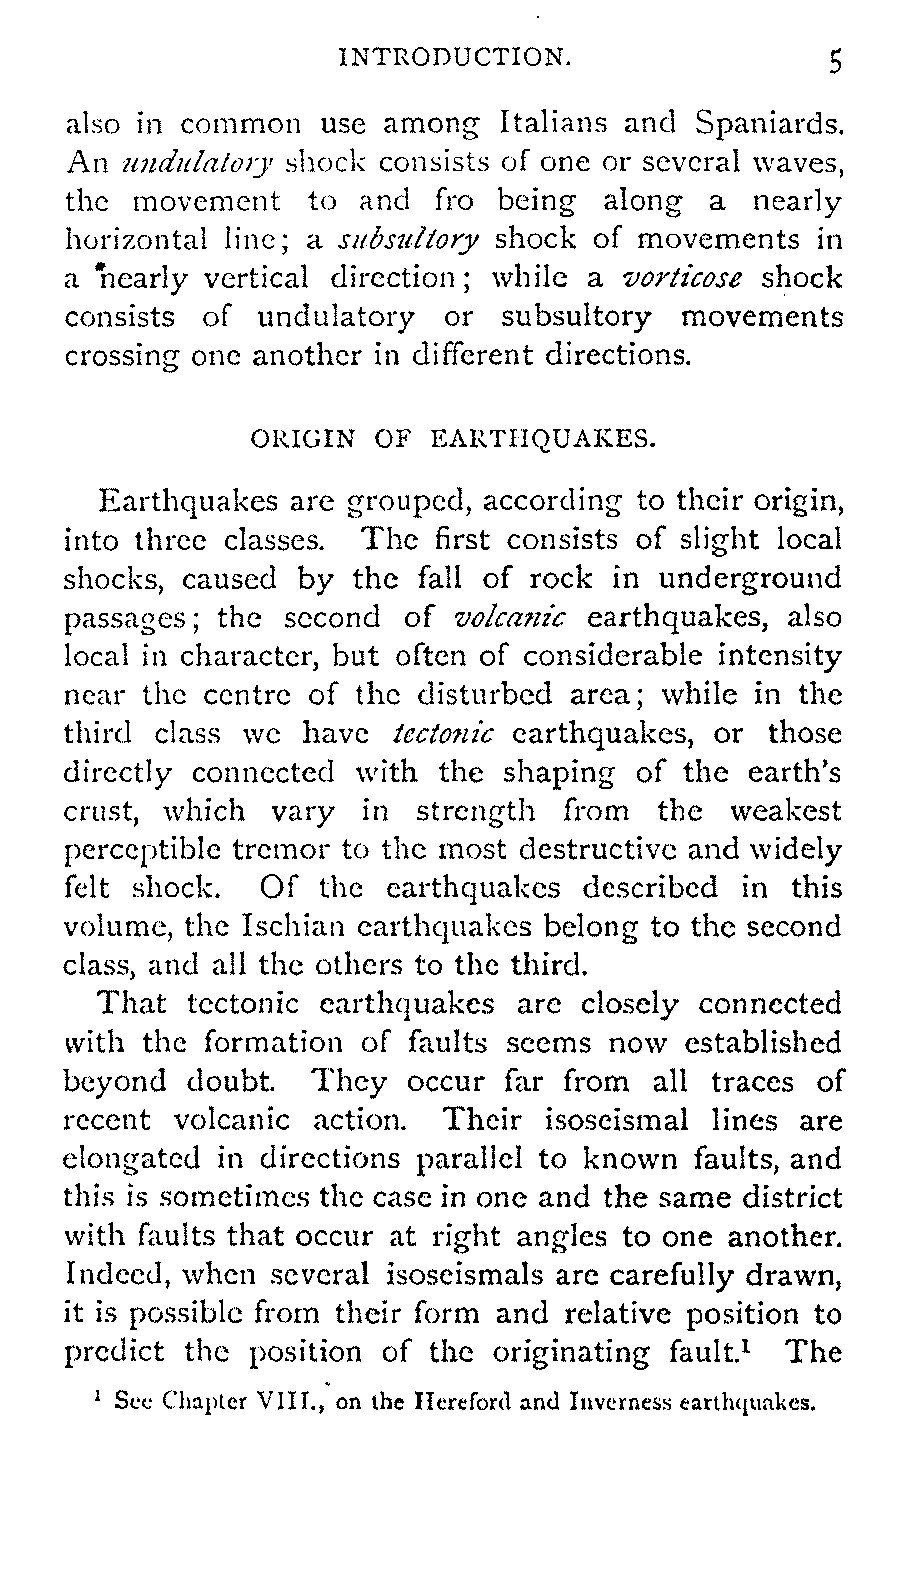 INTRODUCTION. 5
also in common use among Italians and Spaniards.
An undulatory shock consists of one or several waves,
the movement to and fro being along a nearly
horizontal line; a subsultory shock of movements in
a nearly vertical direction; while a vorticose shock
consists of undulatory or subsultory movements
crossing one another in different directions.
ORIGIN OF EARTHQUAKES.
Earthquakes are grouped, according to their origin,
into three classes. The first consists of slight local
shocks, caused by the fall of rock in underground
passages; the second of volcanic earthquakes, also
local in character, but often of considerable intensity
near the centre of the disturbed area; while in the
third class we have tectonic earthquakes, or those
directly connected with the shaping of the earth's
crust, which vary in strength from the weakest
perceptible tremor to the most destructive and widely
felt shock. Of the earthquakes described in this
volume, the Ischian earthquakes belong to the second
class, and all the others to the third.
That tectonic earthquakes are closely connected
with the formation of faults seems now established
beyond doubt. They occur far from all traces of
recent volcanic action. Their isoseismal lines are
elongated in directions parallel to known faults, and
this is sometimes the case in one and the same district
with faults that occur at right angles to one another.
Indeed, when several isoseismals are carefully drawn,
it is possible from their form and relative position to
predict the position of the originating fault.¹ The
¹ See Chapter VIII., on the Hereford and Inverness earthquakes.